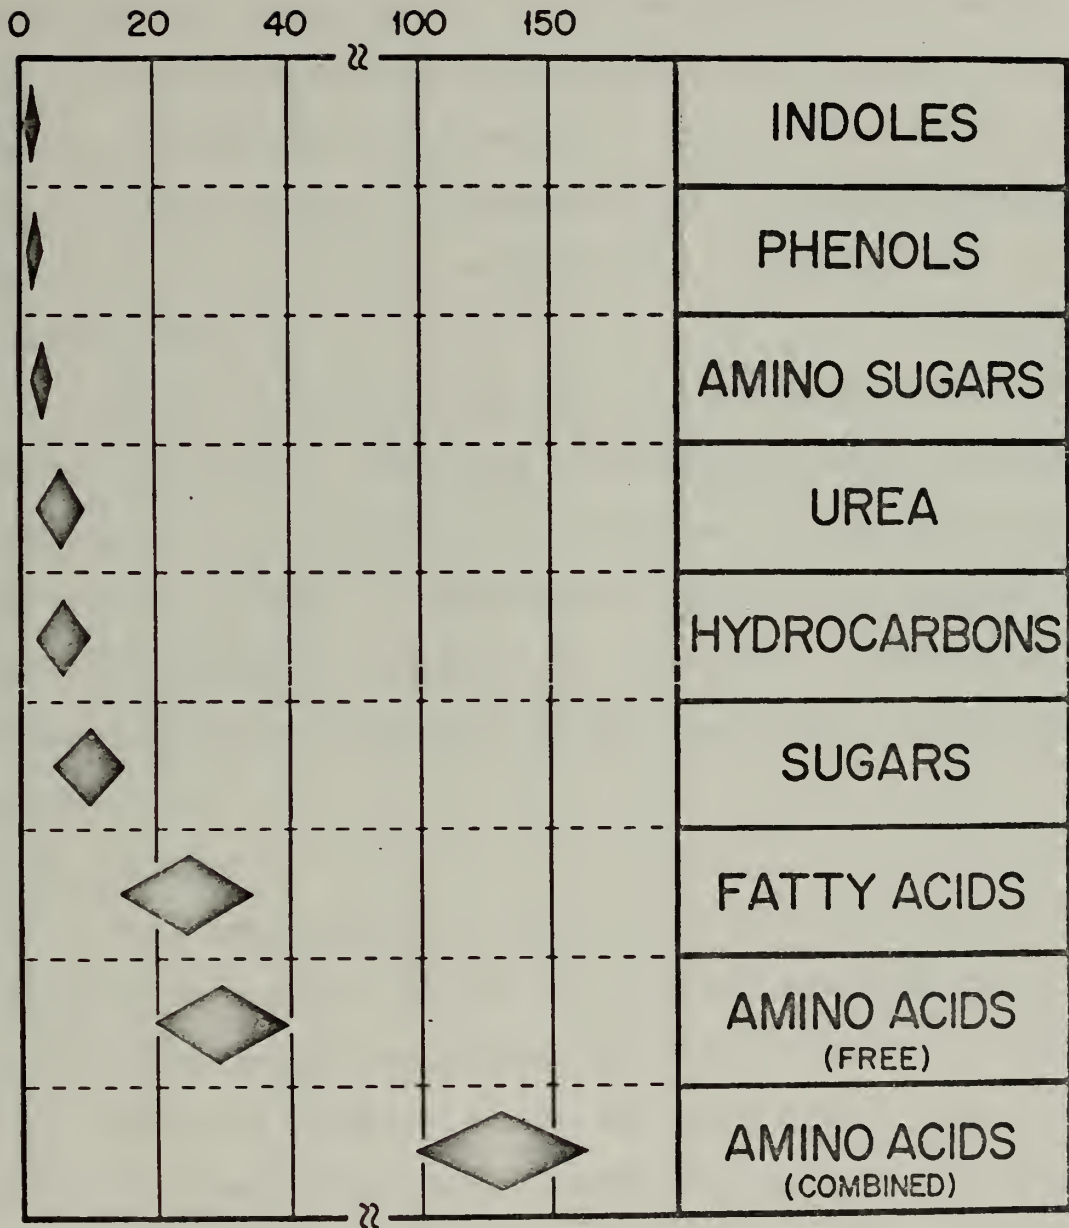 0 20 40 100 150
INDOLES
PHENOLS
AMINO SUGARS
UREA
HYDROCARBONS
SUGARS
FATTY ACIDS
AMINO ACIDS
(FREE)
AMINO ACIDS
(COMBINED)